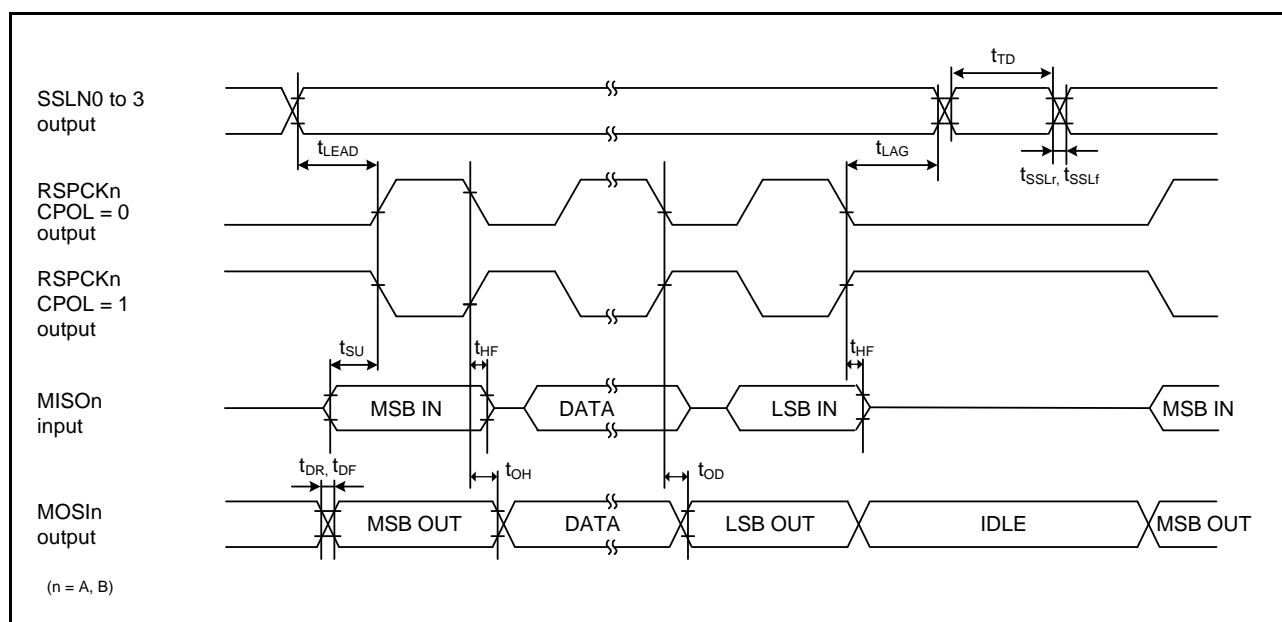 SSLN0 to 3
output
tTD
tLEAD
tLAG
tSSLr, tSSLf
RSPCKn
CPOL = 0
output
RSPCKn
CPOL = 1
output
tSU
tHF
tHF
MISOn
input
MSB IN
DATA
LSB IN
MSB IN
tDR, tDF
tOH
tOD
MOSIn
output
MSB OUT
DATA
LSB OUT
IDLE
MSB OUT
(n = A, B)